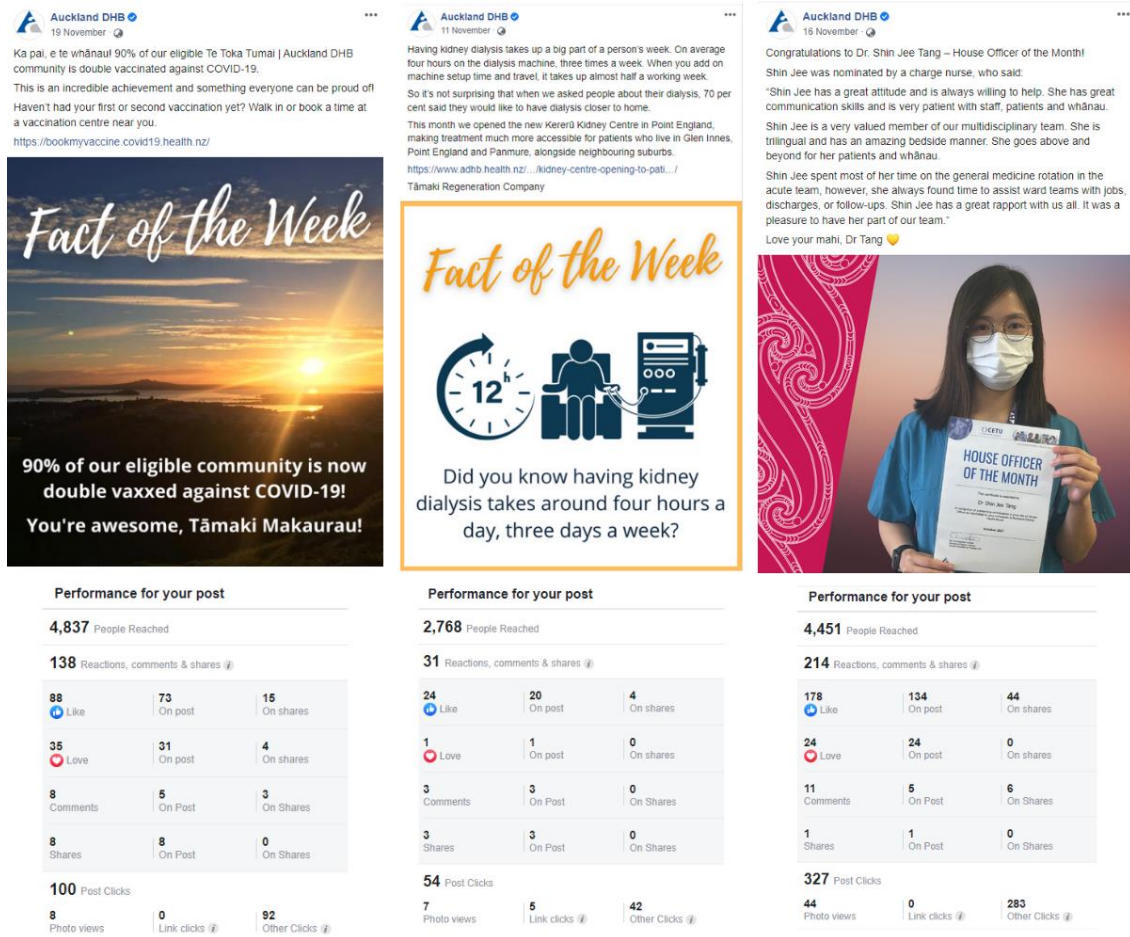 Auckland DHB
19 November
Ka pai, e te whānau! 90% of our eligible Te Toka Tumai | Auckland DHB
community is double vaccinated against COVID-19.
This is an incredible achievement and something everyone can be proud of!
Haven't had your first or second vaccination yet? Walk in or book a time at
a vaccination centre near you.
https://bookmyvaccine.covid19.health.nz/
Fact of the Week
90% of our eligible community is now
double vaxxed against COVID-19!
You're awesome, Tāmaki Makaurau!
Performance for your post
4,837 People Reached
138 Reactions, comments & shares
88 73 15
Like On post On shares
35 31 4
Love On post On shares
8 5 3
Comments On Post On Shares
8 8 0
Shares On Post On Shares
100 Post Clicks
8 0 92
Photo views Link clicks Other Clicks
Auckland DHB
11 November
Having kidney dialysis takes up a big part of a person's week. On average
four hours on the dialysis machine, three times a week. When you add on
machine setup time and travel, it takes up almost half a working week.
So it's not surprising that when we asked people about their dialysis, 70 per
cent said they would like to have dialysis closer to home.
This month we opened the new Kererū Kidney Centre in Point England,
making treatment much more accessible for patients who live in Glen Innes,
Point England and Panmure, alongside neighbouring suburbs.
https://www.adhb.health.nz/.../kidney-centre-opening-to-pati.../
Tāmaki Regeneration Company
Fact of the Week
12h
Did you know having kidney
dialysis takes around four hours a
day, three days a week?
Performance for your post
2,768 People Reached
31 Reactions, comments & shares
24 20 4
Like On post On shares
1 1 0
Love On post On shares
3 3 0
Comments On Post On Shares
3 3 0
Shares On Post On Shares
54 Post Clicks
7 5 42
Photo views Link clicks Other Clicks
Auckland DHB
16 November
Congratulations to Dr. Shin Jee Tang – House Officer of the Month!
Shin Jee was nominated by a charge nurse, who said:
"Shin Jee has a great attitude and is always willing to help. She has great
communication skills and is very patient with staff, patients and whānau.
Shin Jee is a very valued member of our multidisciplinary team. She is
trilingual and has an amazing bedside manner. She goes above and
beyond for her patients and whānau.
Shin Jee spent most of her time on the general medicine rotation in the
acute team, however, she always found time to assist ward teams with jobs,
discharges, or follow-ups. Shin Jee has a great rapport with us all. It was a
pleasure to have her part of our team."
Love your mahi, Dr Tang
CETU
HOUSE OFFICER
OF THE MONTH
Dr Shin Jee Tang
Performance for your post
4,451 People Reached
214 Reactions, comments & shares
178 134 44
Like On post On shares
24 24 0
Love On post On shares
11 5 6
Comments On Post On Shares
1 1 0
Shares On Post On Shares
327 Post Clicks
44 0 283
Photo views Link clicks Other Clicks